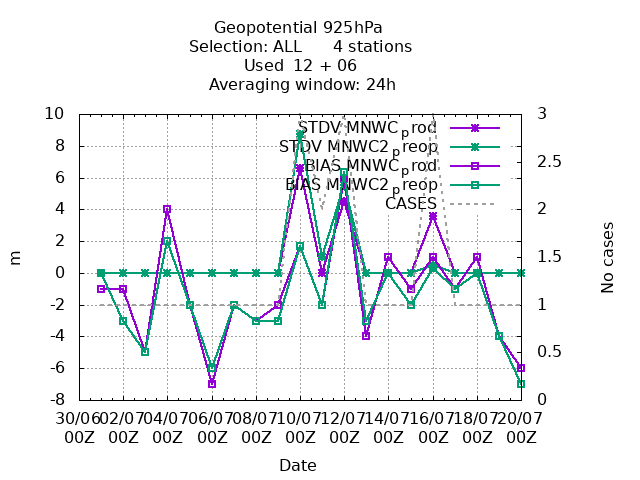 Geopotential 925hPa
Selection: ALL 4 stations
Used 12 + 06
Averaging window: 24h
STDV MNWC_prod
STDV MNWC2_preop
BIAS MNWC_prod
BIAS MNWC2_preop
CASES
10
8
6
4
2
0
-2
-4
-6
-8
m
3
2.5
2
1.5
1
0.5
0
No cases
30/06 02/07 04/07 06/07 08/07 10/07 12/07 14/07 16/07 18/07 20/07
00Z 00Z 00Z 00Z 00Z 00Z 00Z 00Z 00Z 00Z 00Z
Date